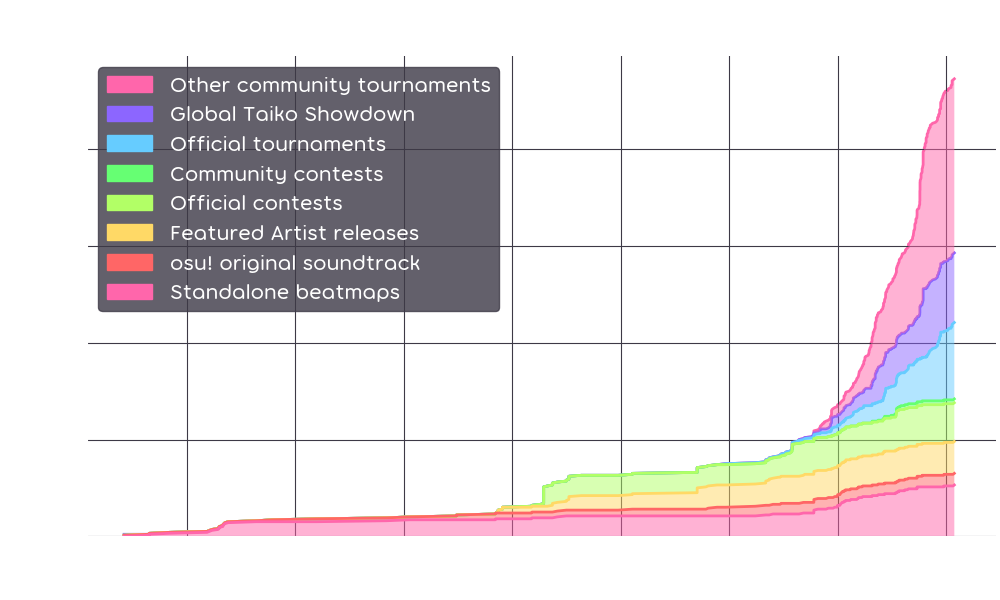 Other community tournaments
Global Taiko Showdown
Official tournaments
Community contests
Official contests
Featured Artist releases
osu! original soundtrack
Standalone beatmaps